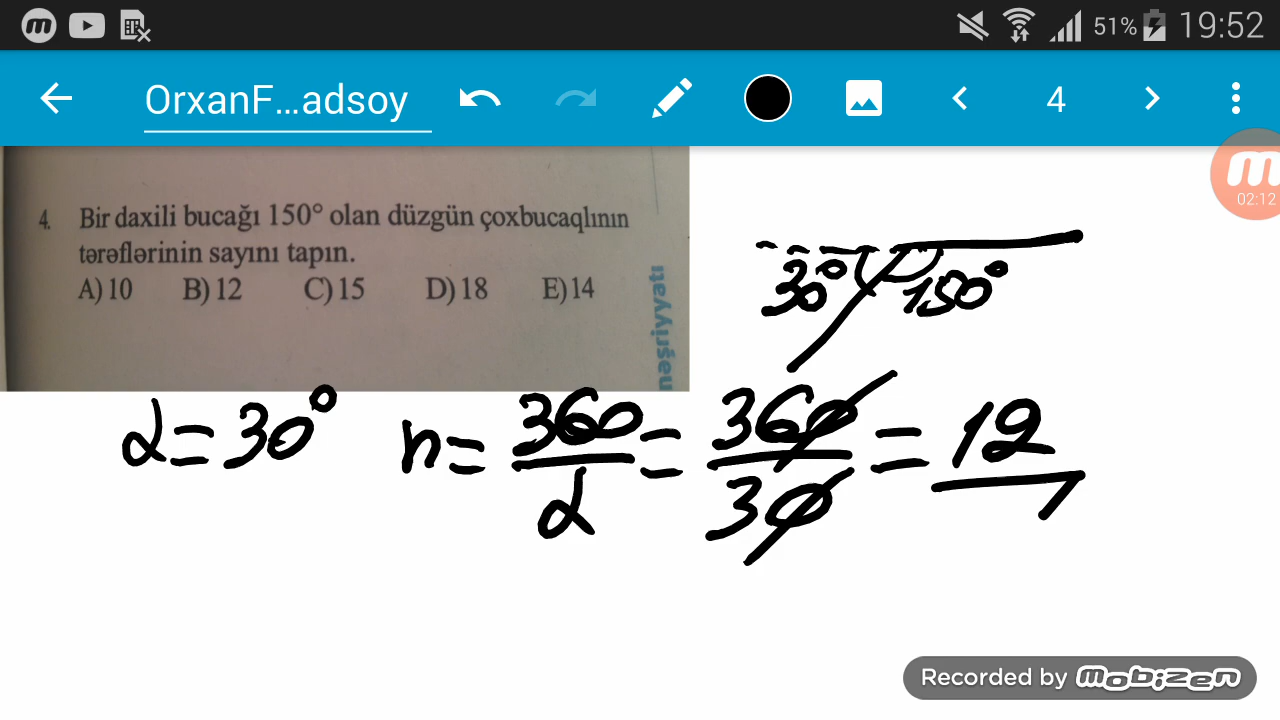 51% 19:52
OrxanF...adsoy 4
02:12
4. Bir daxili bucağı 150° olan düzgün çoxbucaqlının
tərəflərinin sayını tapın.
A) 10 B) 12 C) 15 D) 18 E) 14
nəşriyyatı
30° 150°
α=30° n= 360/α = 360/30 = 12
Recorded by mobizen